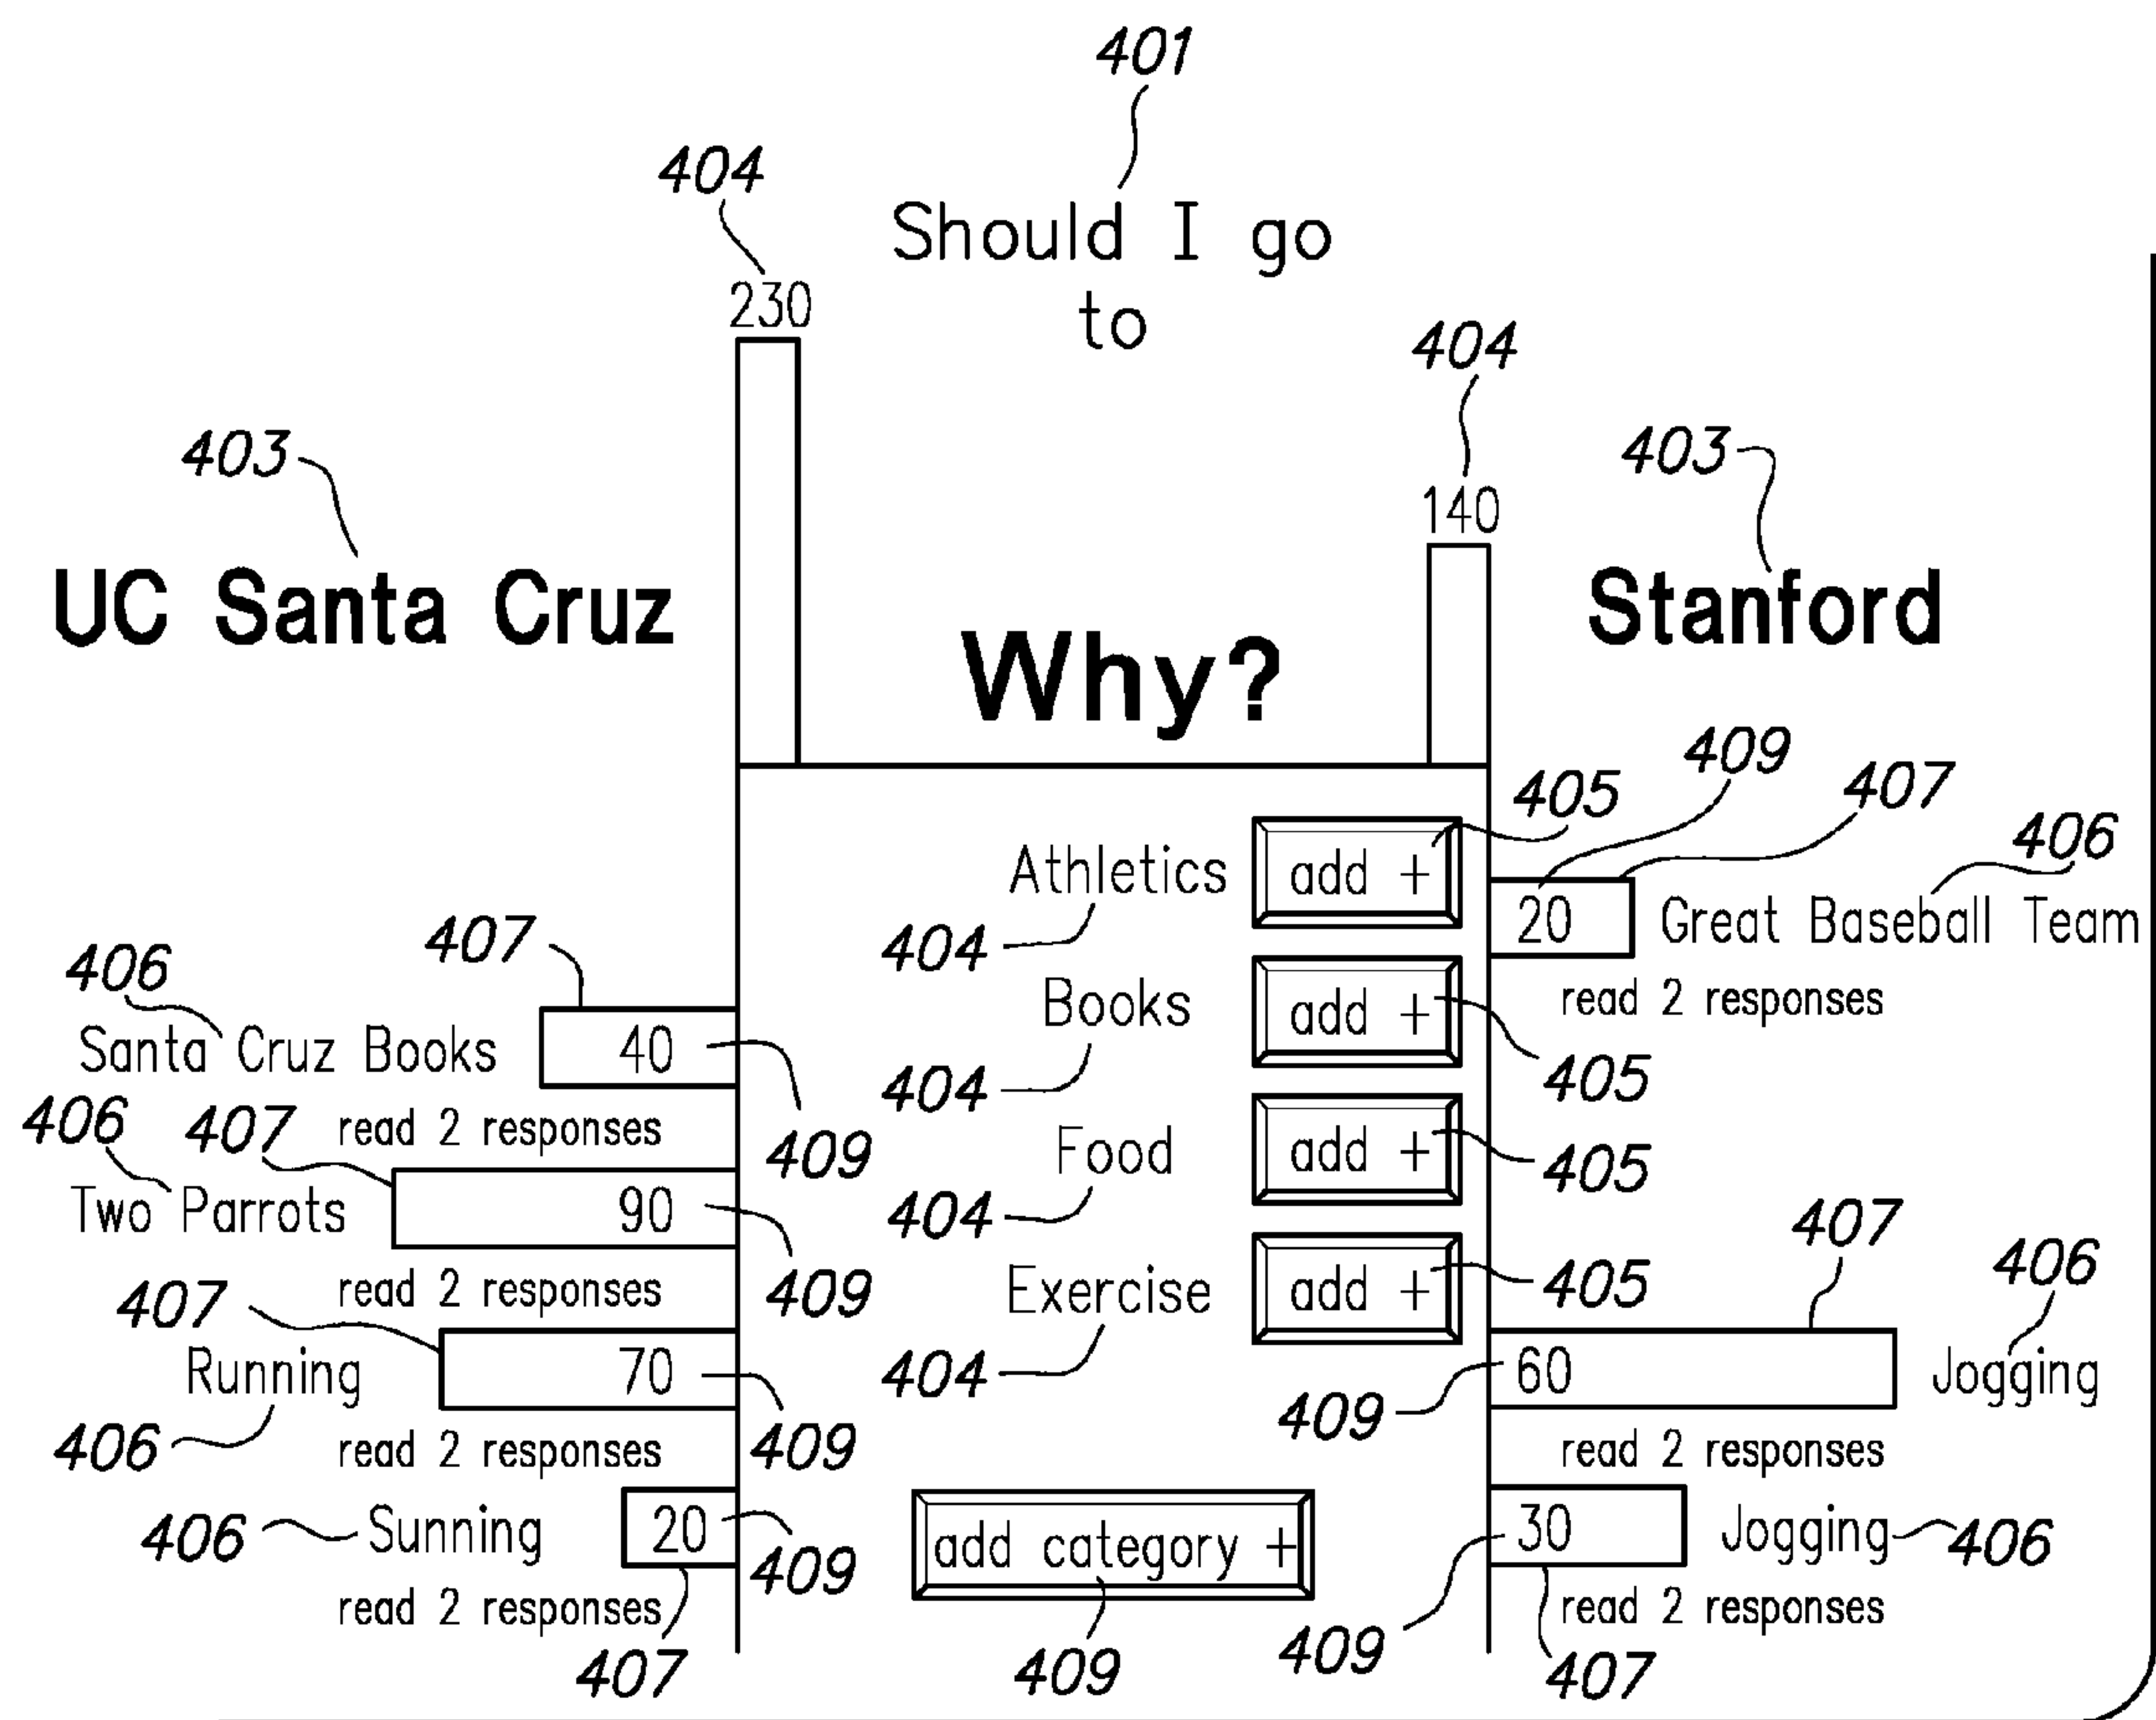 401
404
Should I go
230
to
404
403
403
140
UC Santa Cruz
Stanford
Why?
409
405
407
406
Athletics
add +
20
Great Baseball Team
404
407
406
read 2 responses
Books
add +
Santa Cruz Books
40
405
404
406
407
read 2 responses
409
Food
add +
405
Two Parrots
90
404
407
406
read 2 responses
409
Exercise
add +
405
407
Running
70
404
60
Jogging
409
406
read 2 responses
409
read 2 responses
406
Sunning
20
409
add category +
30
Jogging
406
read 2 responses
read 2 responses
407
409
409
407